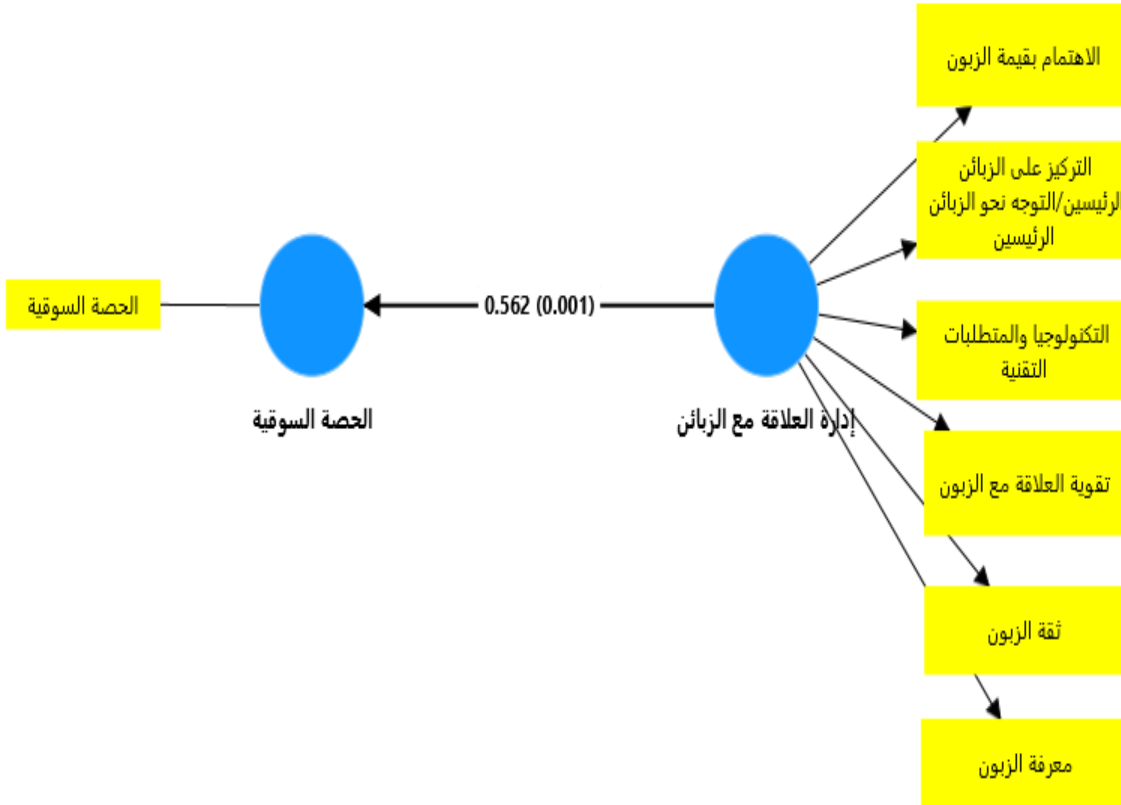 الاهتمام بقيمة الزبون
التركيز على الزبائن
الرئيسين/التوجه نحو الزبائن
الرئيسين
التكنولوجيا والمتطلبات
التقنية
تقوية العلاقة مع الزبون
ثقة الزبون
معرفة الزبون
إدارة العلاقة مع الزبائن
0.562 (0.001)
الحصة السوقية
الحصة السوقية